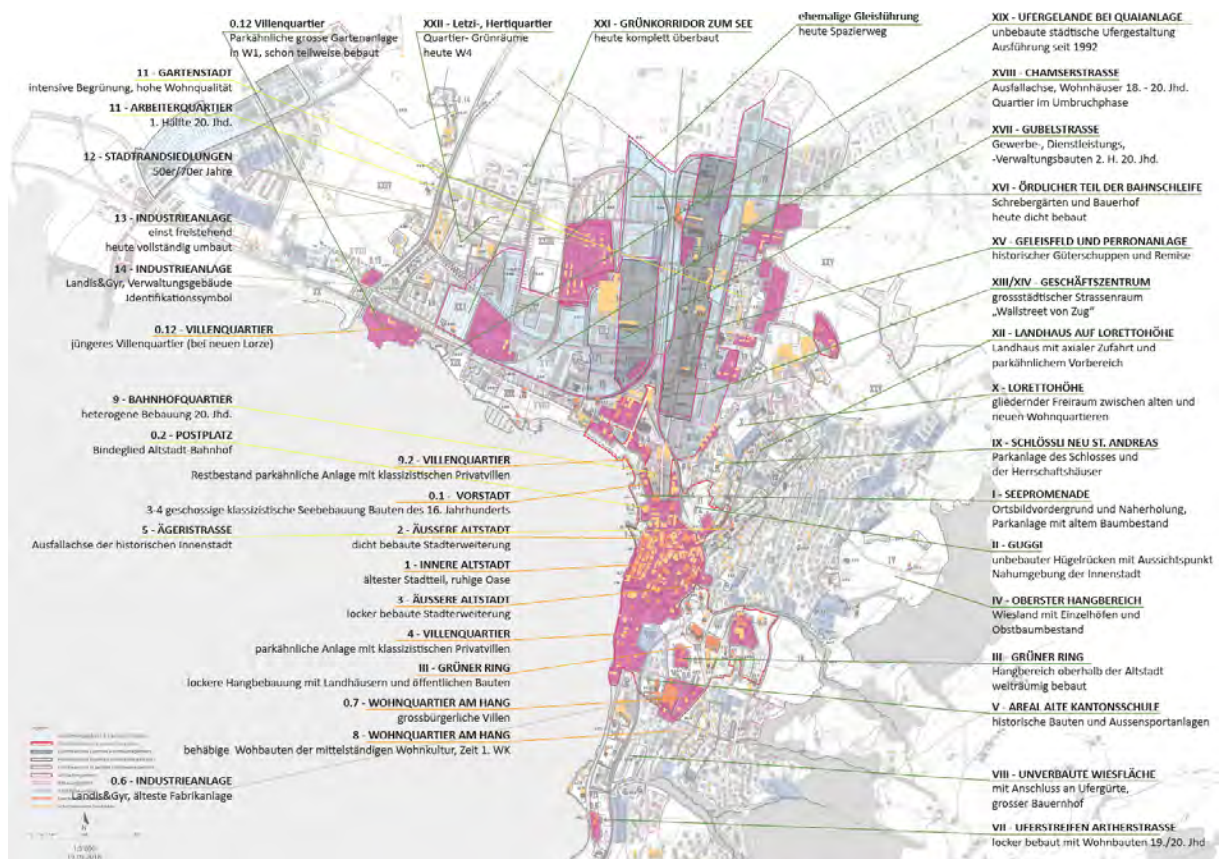 0.12 Villenquartier
Parkähnliche grosse Gartenanlage
in W1, schon teilweise bebaut
XXII - Letzi-, Hertiquartier
Quartier- Grünräume
heute W4
XXI - GRÜNKORRIDOR ZUM SEE
heute komplett überbaut
ehemalige Gleisführung
heute Spazierweg
11 - GARTENSTADT
intensive Begrünung, hohe Wohnqualität
11 - ARBEITERQUARTIER
1. Hälfte 20. Jhd.
12 - STADTRANDSIEDLUNGEN
50er/70er Jahre
13 - INDUSTRIEANLAGE
einst freistehend
heute vollständig umbaut
14 - INDUSTRIEANLAGE
Landis&Gyr, Verwaltungsgebäude
Identifikationssymbol
0.12 - VILLENQUARTIER
jüngeres Villenquartier (bei neuen Lorze)
9 - BAHNHOFQUARTIER
heterogene Bebauung 20. Jhd.
0.2 - POSTPLATZ
Bindeglied Altstadt-Bahnhof
9.2 - VILLENQUARTIER
Restbestand parkähnliche Anlage mit klassizistischen Privatvillen
0.1 - VORSTADT
3-4 geschossige klassizistische Seebebauung Bauten des 16. Jahrhunderts
5 - ÄGERISTRASSE
Ausfallachse der historischen Innenstadt
2 - ÄUSSERE ALTSTADT
dicht bebaute Stadterweiterung
1 - INNERE ALTSTADT
ältester Stadtteil, ruhige Oase
3 - ÄUSSERE ALTSTADT
locker bebaute Stadterweiterung
4 - VILLENQUARTIER
parkähnliche Anlage mit klassizistischen Privatvillen
III - GRÜNER RING
lockere Hangbebauung mit Landhäusern und öffentlichen Bauten
0.7 - WOHNQUARTIER AM HANG
grossbürgerliche Villen
8 - WOHNQUARTIER AM HANG
behäbige Wohbauten der mittelständigen Wohnkultur, Zeit 1. WK
0.6 - INDUSTRIEANLAGE
Landis&Gyr, älteste Fabrikanlage
XIX - UFERGELANDE BEI QUAIANLAGE
unbebaute städtische Ufergestaltung
Ausführung seit 1992
XVIII - CHAMSERSTRASSE
Ausfallachse, Wohnhäuser 18. - 20. Jhd.
Quartier im Umbruchphase
XVII - GUBELSTRASSE
Gewerbe-, Dienstleistungs,
-Verwaltungsbauten 2. H. 20. Jhd.
XVI - ÖRDLICHER TEIL DER BAHNSCHLEIFE
Schrebergärten und Bauerhof
heute dicht bebaut
XV - GELEISFELD UND PERRONANLAGE
historischer Güterschuppen und Remise
XIII/XIV - GESCHÄFTSZENTRUM
grossstädtischer Strassenraum
„Wallstreet von Zug“
XII - LANDHAUS AUF LORETTOHÖHE
Landhaus mit axialer Zufahrt und
parkähnlichem Vorbereich
X - LORETTOHÖHE
gliedernder Freiraum zwischen alten und
neuen Wohnquartieren
IX - SCHLÖSSLI NEU ST. ANDREAS
Parkanlage des Schlosses und
der Herrschaftshäuser
I - SEEPROMENADE
Ortsbildvordergrund und Naherholung,
Parkanlage mit altem Baumbestand
II - GUGGI
unbebauter Hügelrücken mit Aussichtspunkt
Nahumgebung der Innenstadt
IV - OBERSTER HANGBEREICH
Wiesland mit Einzelhöfen und
Obstbaumbestand
III - GRÜNER RING
Hangbereich oberhalb der Altstadt
weiträumig bebaut
V - AREAL ALTE KANTONSSCHULE
historische Bauten und Aussensportanlagen
VIII - UNVERBAUTE WIESFLÄCHE
mit Anschluss an Ufergürte,
grosser Bauernhof
VII - UFERSTREIFEN ARTHERSTRASSE
locker bebaut mit Wohnbauten 19./20. Jhd